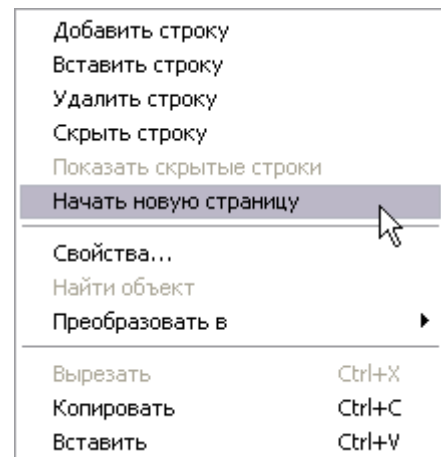 Добавить строку
Вставить строку
Удалить строку
Скрыть строку
Показать скрытые строки
Начать новую страницу
Свойства...
Найти объект
Преобразовать в
Вырезать Ctrl+X
Копировать Ctrl+C
Вставить Ctrl+V